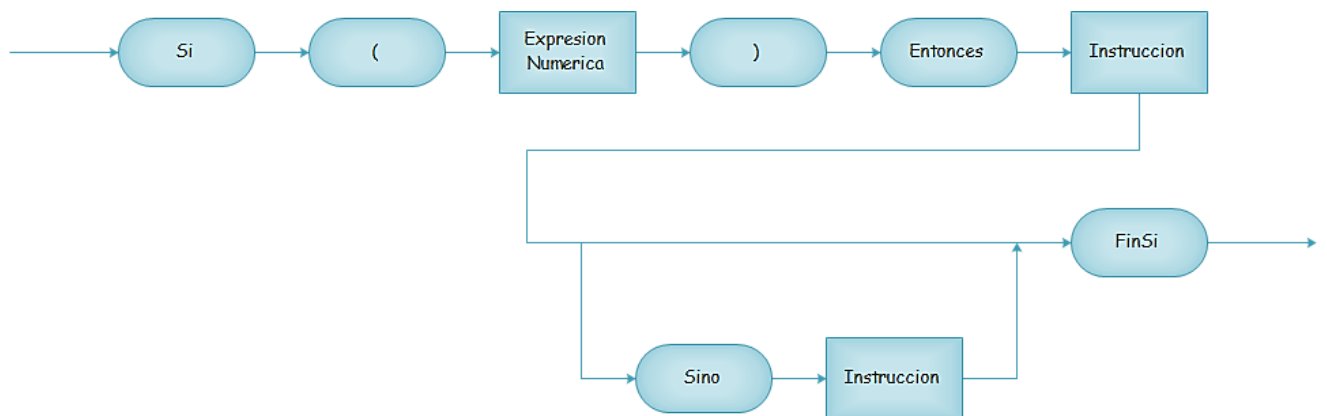 Si
(
Expresion
Numerica
)
Entonces
Instruccion
FinSi
Sino
Instruccion